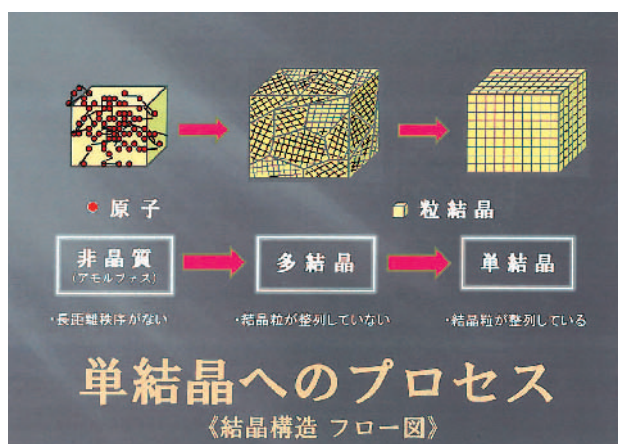 原子
粒結晶
非晶質
(アモルファス)
多結晶
単結晶
・長距離秩序がない
・結晶粒が整列していない
・結晶粒が整列している
単結晶へのプロセス
《結晶構造 フロー図》